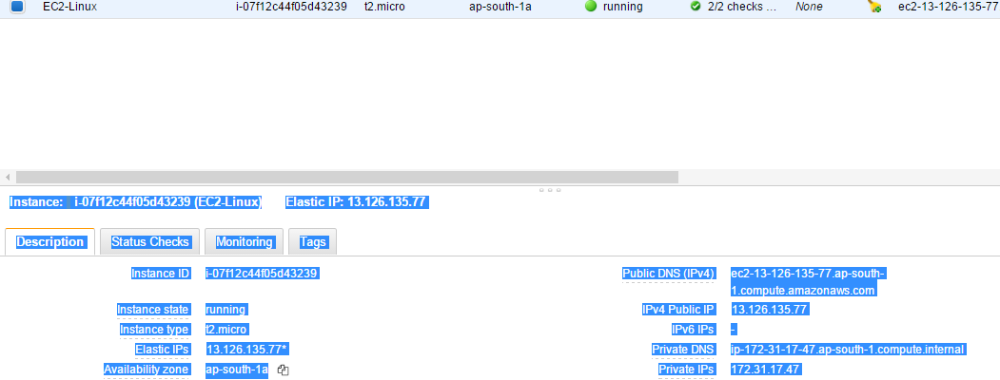 EC2-Linux i-07f12c44f05d43239 t2.micro ap-south-1a running 2/2 checks ... None ec2-13-126-135-77
Instance: i-07f12c44f05d43239 (EC2-Linux) Elastic IP: 13.126.135.77
Description Status Checks Monitoring Tags
Instance ID i-07f12c44f05d43239 Public DNS (IPv4) ec2-13-126-135-77.ap-south-
1.compute.amazonaws.com
Instance state running IPv4 Public IP 13.126.135.77
Instance type t2.micro IPv6 IPs -
Elastic IPs 13.126.135.77* Private DNS ip-172-31-17-47.ap-south-1.compute.internal
Availability zone ap-south-1a Private IPs 172.31.17.47